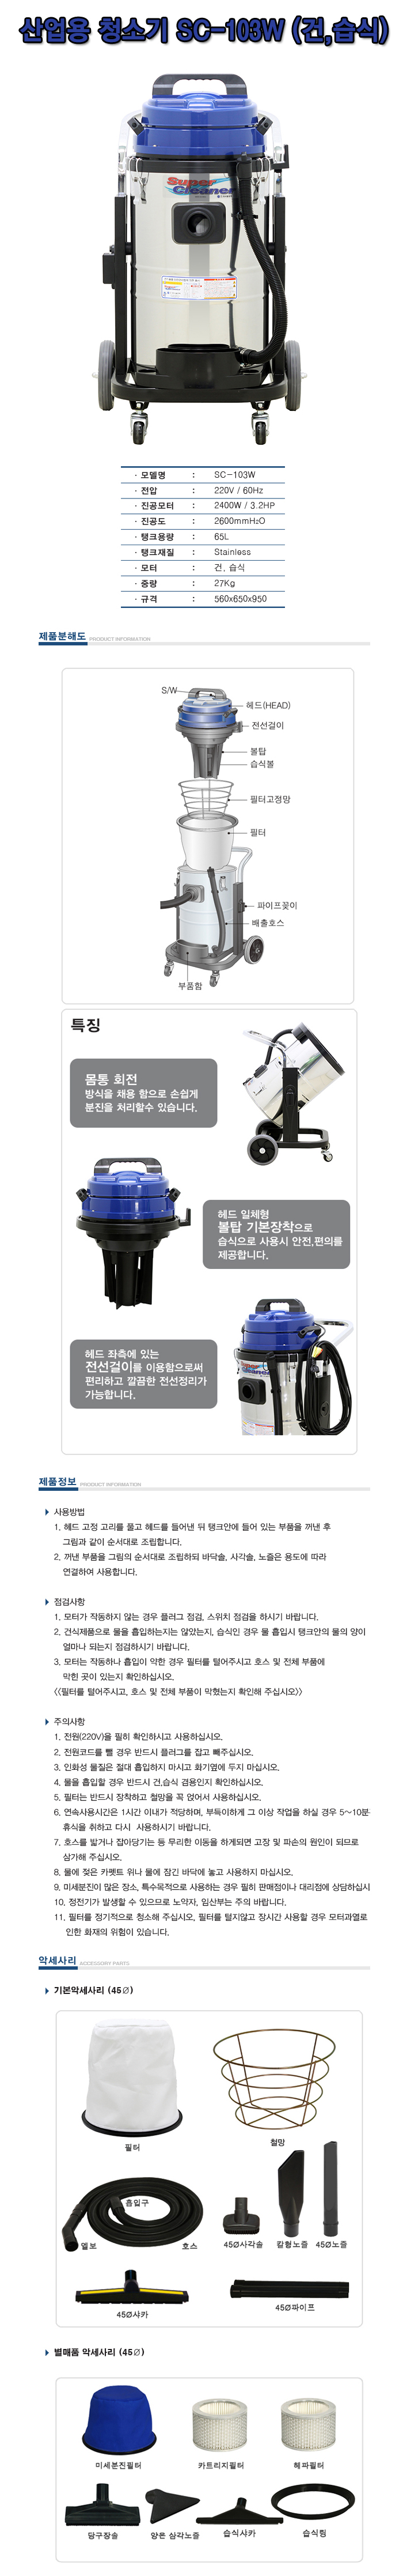 산업용 청소기 SC-103W (건,습식)
Super
Cleaner
· 모델명 : SC-103W
· 전압 : 220V / 60Hz
· 진공모터 : 2400W / 3.2HP
· 진공도 : 2600mmH2O
· 탱크용량 : 65L
· 탱크재질 : Stainless
· 모터 : 건, 습식
· 중량 : 27Kg
· 규격 : 560x650x950
제품분해도 PRODUCT INFORMATION
S/W
헤드(HEAD)
전선걸이
볼탑
습식볼
필터고정망
필터
파이프꽂이
배출호스
부품함
특징
몸통 회전
방식을 채용 함으로 손쉽게
분진을 처리할수 있습니다.
헤드 일체형
볼탑 기본장착으로
습식으로 사용시 안전,편의를
제공합니다.
헤드 좌측에 있는
전선걸이를 이용함으로써
편리하고 깔끔한 전선정리가
가능합니다.
제품정보 PRODUCT INFORMATION
사용방법
1. 헤드 고정 고리를 풀고 헤드를 들어낸 뒤 탱크안에 들어 있는 부품을 꺼낸 후
그림과 같이 순서대로 조립합니다.
2. 꺼낸 부품을 그림의 순서대로 조립하되 바닥솔, 사각솔, 노즐은 용도에 따라
연결하여 사용합니다.
점검사항
1. 모터가 작동하지 않는 경우 플러그 점검, 스위치 점검을 하시기 바랍니다.
2. 건식제품으로 물을 흡입하는지는 않았는지, 습식인 경우 물 흡입시 탱크안의 물의 양이
얼마나 되는지 점검하시기 바랍니다.
3. 모터는 작동하나 흡입이 약한 경우 필터를 털어주시고 호스 및 전체 부품에
막힌 곳이 있는지 확인하십시오.
<<필터를 털어주시고, 호스 및 전체 부품이 막혔는지 확인해 주십시오>>
주의사항
1. 전원(220V)을 필히 확인하시고 사용하십시오.
2. 전원코드를 뺄 경우 반드시 플러그를 잡고 빼주십시오.
3. 인화성 물질은 절대 흡입하지 마시고 화기옆에 두지 마십시오.
4. 물을 흡입할 경우 반드시 건,습식 겸용인지 확인하십시오.
5. 필터는 반드시 장착하고 철망을 꼭 얹어서 사용하십시오.
6. 연속사용시간은 1시간 이내가 적당하며, 부득이하게 그 이상 작업을 하실 경우 5~10분
휴식을 취하고 다시 사용하시기 바랍니다.
7. 호스를 밟거나 잡아당기는 등 무리한 이동을 하게되면 고장 및 파손의 원인이 되므로
삼가해 주십시오.
8. 물에 젖은 카펫트 위나 물에 잠긴 바닥에 놓고 사용하지 마십시오.
9. 미세분진이 많은 장소, 특수목적으로 사용하는 경우 필히 판매점이나 대리점에 상담하십시
10. 정전기가 발생할 수 있으므로 노약자, 임산부는 주의 바랍니다.
11. 필터를 정기적으로 청소해 주십시오, 필터를 털지않고 장시간 사용할 경우 모터과열로
인한 화재의 위험이 있습니다.
악세사리 ACCESSORY PARTS
기본악세사리 (45∅)
필터
철망
흡입구
엘보
호스
45∅사각솔
칼형노즐
45∅노즐
45∅샤카
45∅파이프
별매품 악세사리 (45∅)
미세분진필터
카트리지필터
헤파필터
당구장솔
양은 삼각노즐
습식샤카
습식링